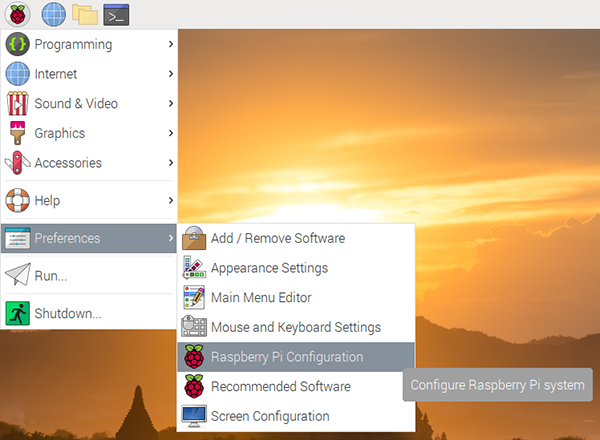 Programming
Internet
Sound & Video
Graphics
Accessories
Help
Preferences
Run...
Shutdown...
Add / Remove Software
Appearance Settings
Main Menu Editor
Mouse and Keyboard Settings
Raspberry Pi Configuration
Recommended Software
Screen Configuration
Configure Raspberry Pi system